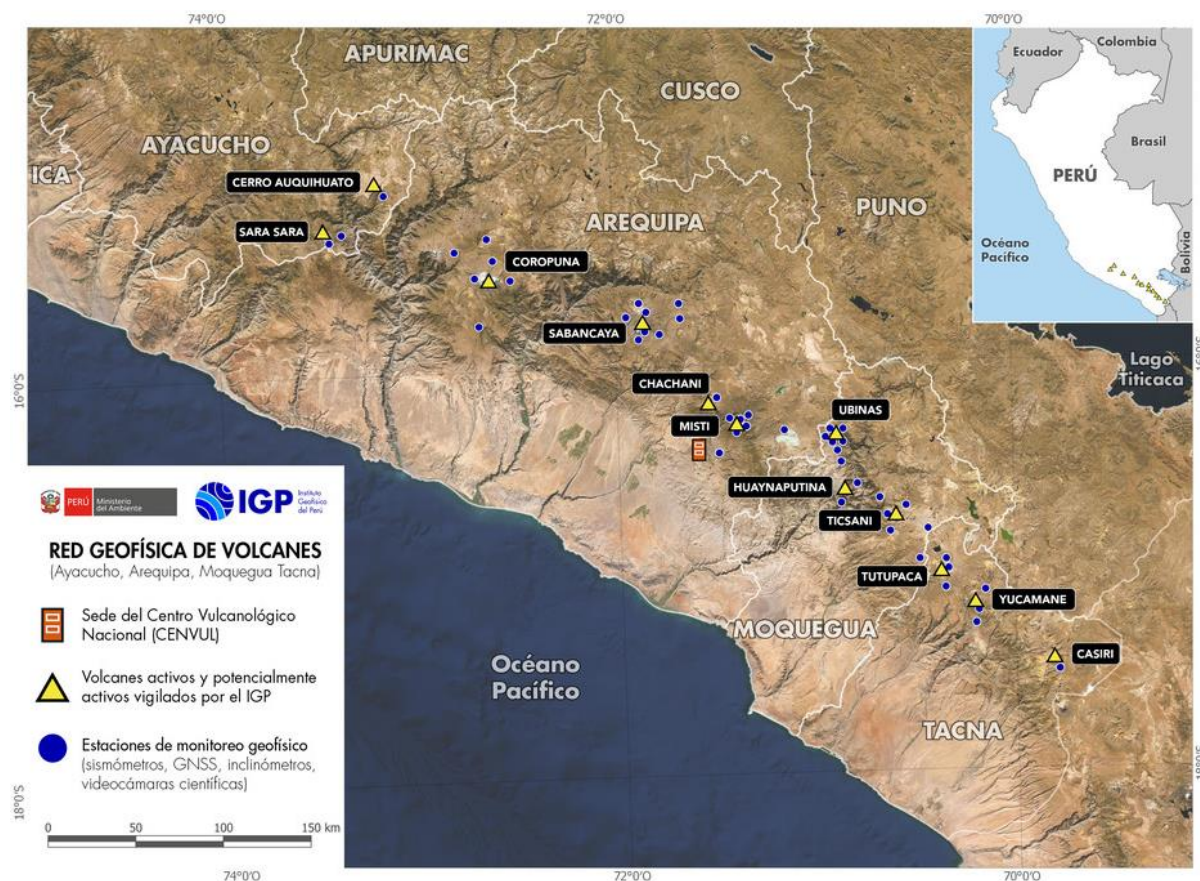 74°0'O
72°0'O
70°0'O
APURIMAC
CUSCO
AYACUCHO
ICA
CERRO AUQUIHUATO
SARA SARA
AREQUIPA
PUNO
COROPUNA
SABANCAYA
CHACHANI
MISTI
UBINAS
HUAYNAPUTINA
TICSANI
TUTUPACA
YUCAMANE
CASIRI
MOQUEGUA
TACNA
Océano
Pacífico
Lago
Titicaca
16°0'S
16°0'S
18°0'S
18°0'S
Ecuador
Colombia
Brasil
PERÚ
Océano
Pacífico
Bolivia
PERÚ
Ministerio
del Ambiente
IGP
Instituto
Geofísico
del Perú
RED GEOFÍSICA DE VOLCANES
(Ayacucho, Arequipa, Moquegua Tacna)
Sede del Centro Vulcanológico
Nacional (CENVUL)
Volcanes activos y potencialmente
activos vigilados por el IGP
Estaciones de monitoreo geofísico
(sismómetros, GNSS, inclinómetros,
videocámaras científicas)
0 50 100 150 km
74°0'O
72°0'O
70°0'O